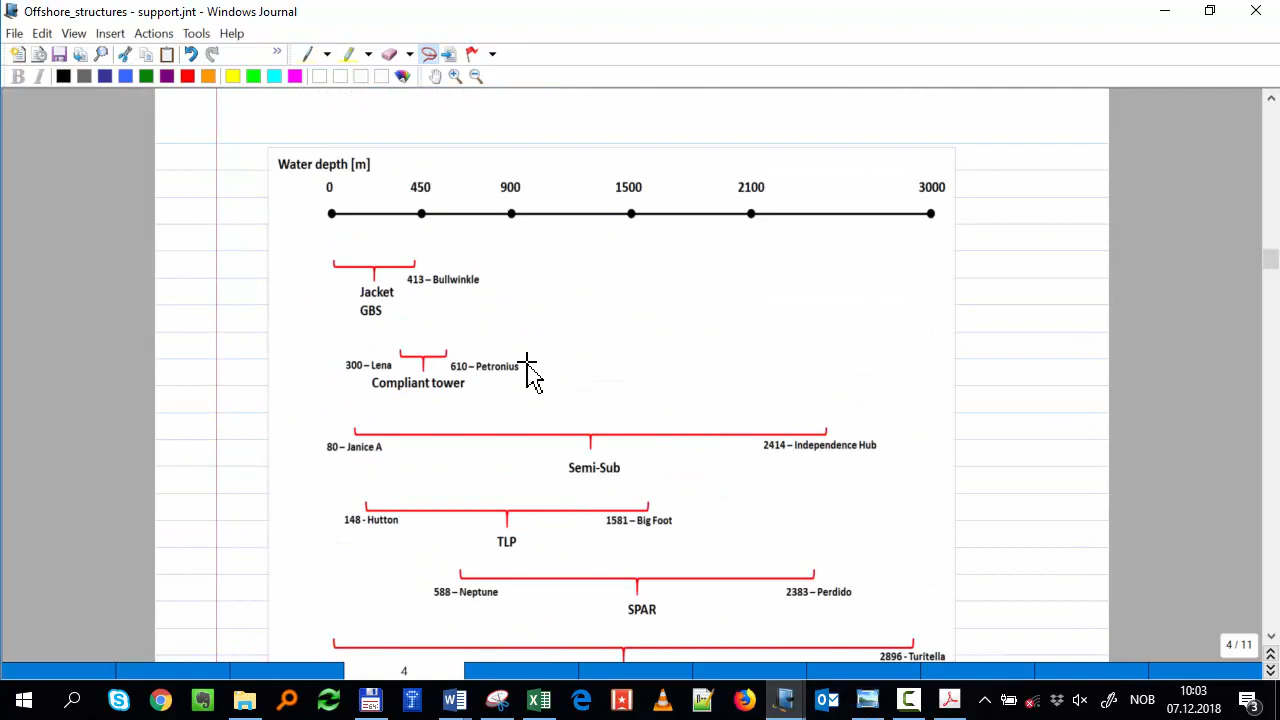 Offshore_structures - support.jnt - Windows Journal
File Edit View Insert Actions Tools Help
B I
Water depth [m]
0 450 900 1500 2100 3000
413 – Bullwinkle
Jacket
GBS
300 – Lena 610 – Petronius
Compliant tower
80 – Janice A 2414 – Independence Hub
Semi-Sub
148 - Hutton 1581 – Big Foot
TLP
588 – Neptune 2383 – Perdido
SPAR
2896 - Turitella
4 / 11
4
NOB
10:03
07.12.2018
3